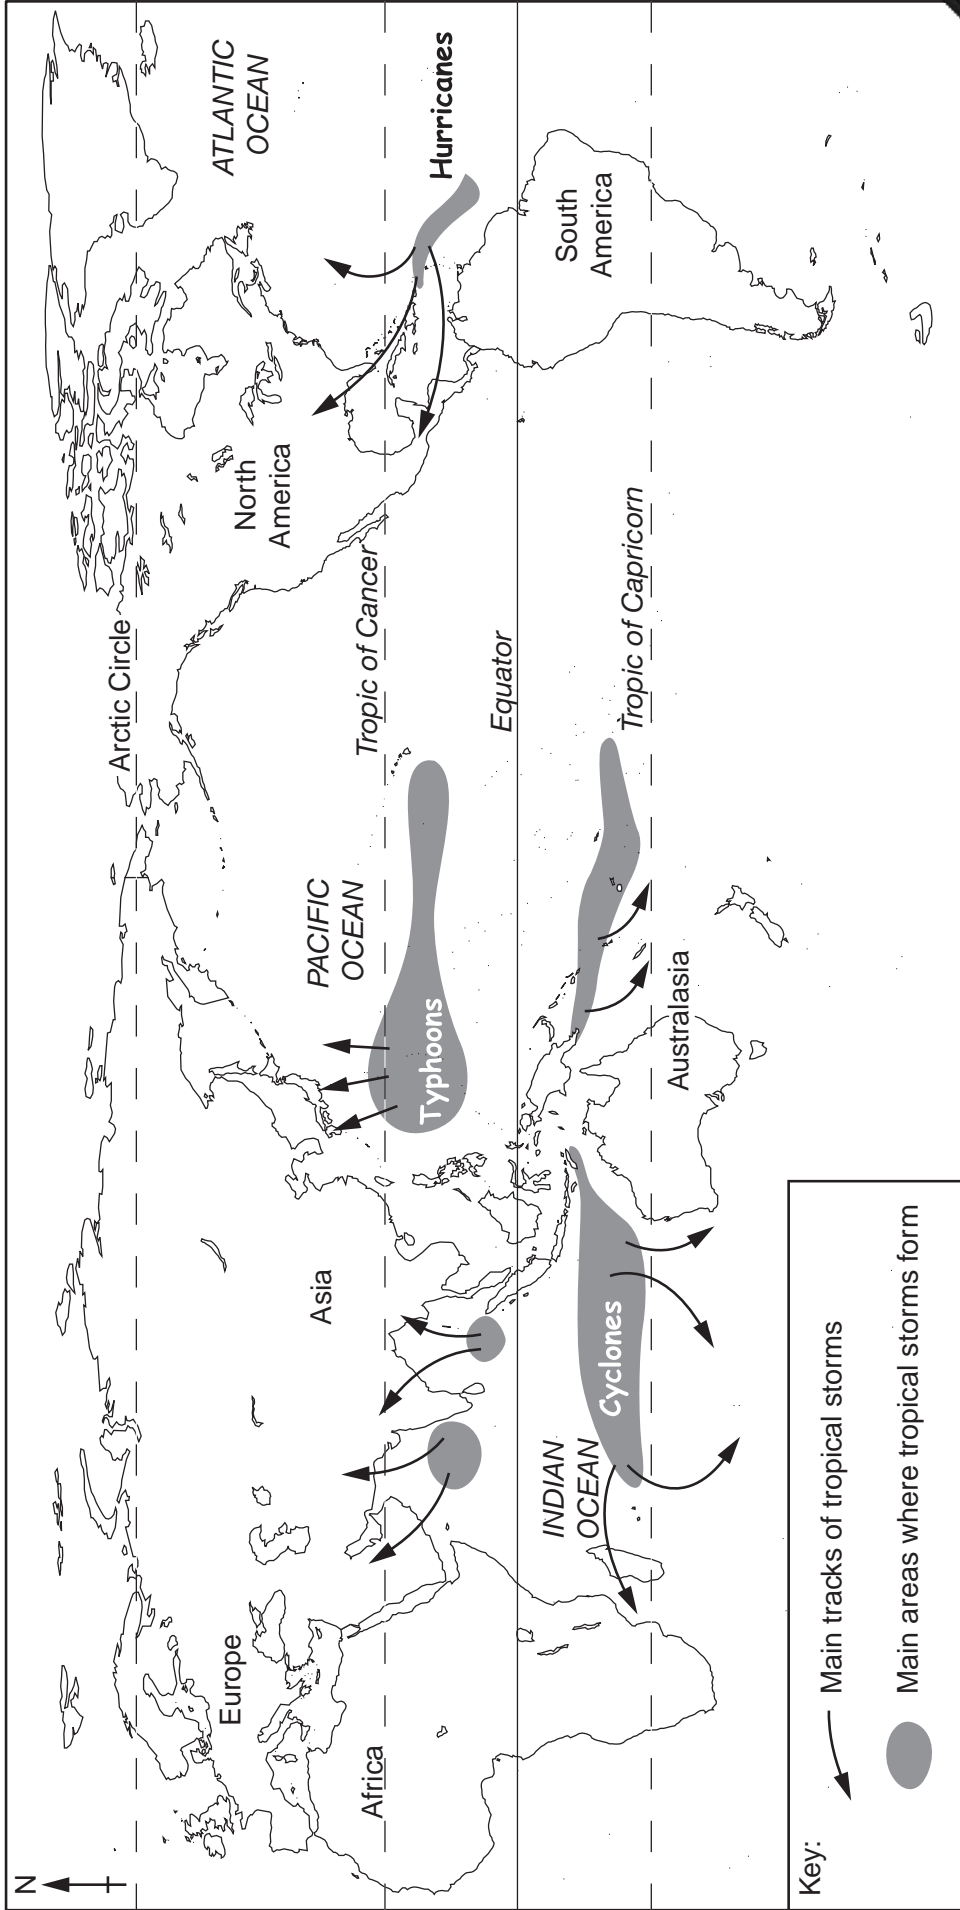 N
Arctic Circle
ATLANTIC
OCEAN
Europe
Asia
North
America
PACIFIC
OCEAN
Africa
Tropic of Cancer
Hurricanes
Typhoons
Equator
INDIAN
OCEAN
South
America
Cyclones
Tropic of Capricorn
Australasia
Key:
Main tracks of tropical storms
Main areas where tropical storms form